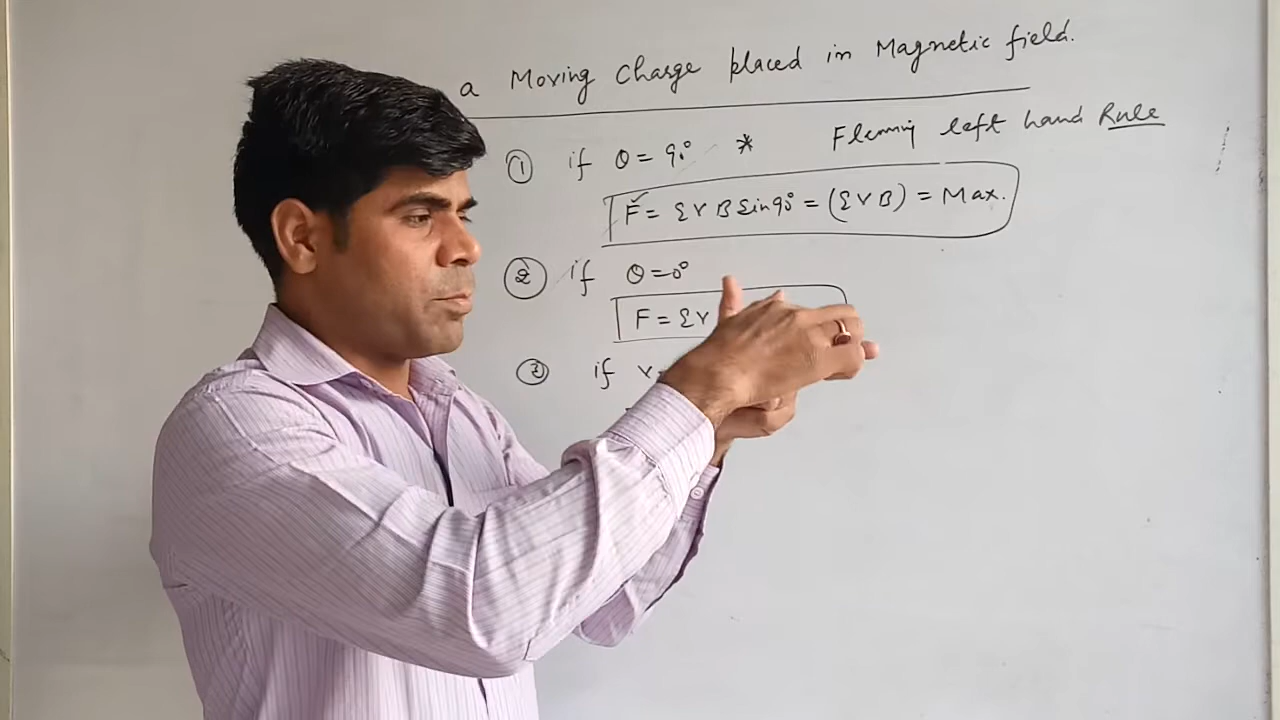 a Moving Charge placed in Magnetic field.
① if θ = 90° * Fleming left hand Rule
F = qvB Sin90° = (qvB) = Max.
② if θ = 0°
F = qv
③ if v